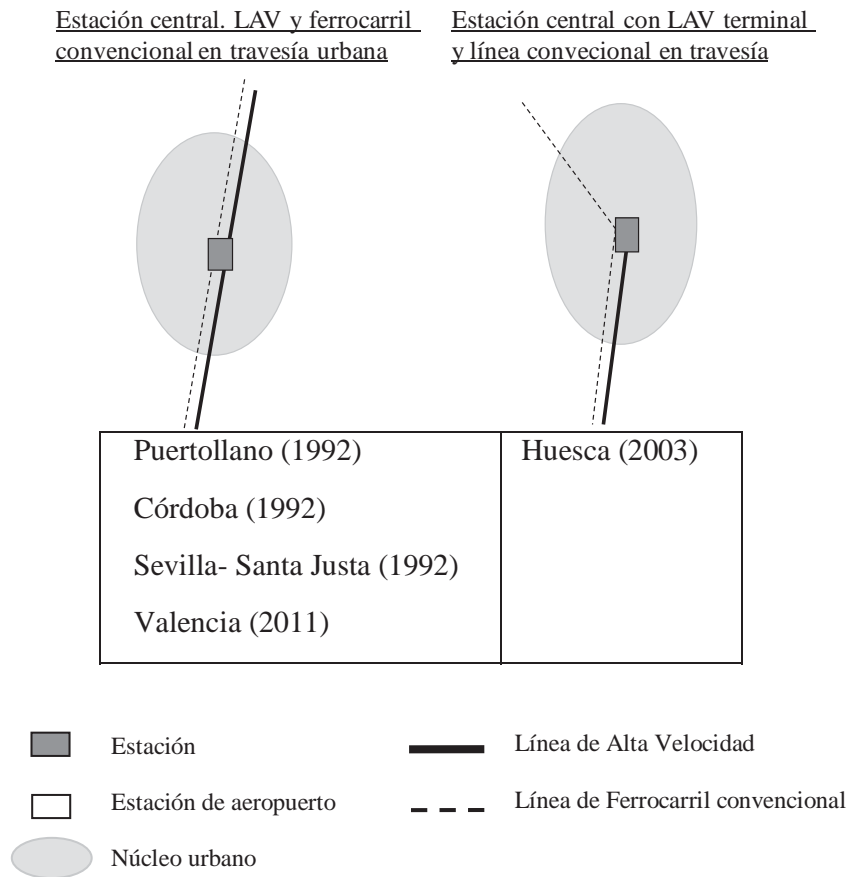 Estación central. LAV y ferrocarril
convencional en travesía urbana
Estación central con LAV terminal
y línea convecional en travesía
Puertollano (1992)
Córdoba (1992)
Sevilla- Santa Justa (1992)
Valencia (2011)
Huesca (2003)
Estación
Línea de Alta Velocidad
Estación de aeropuerto
Línea de Ferrocarril convencional
Núcleo urbano